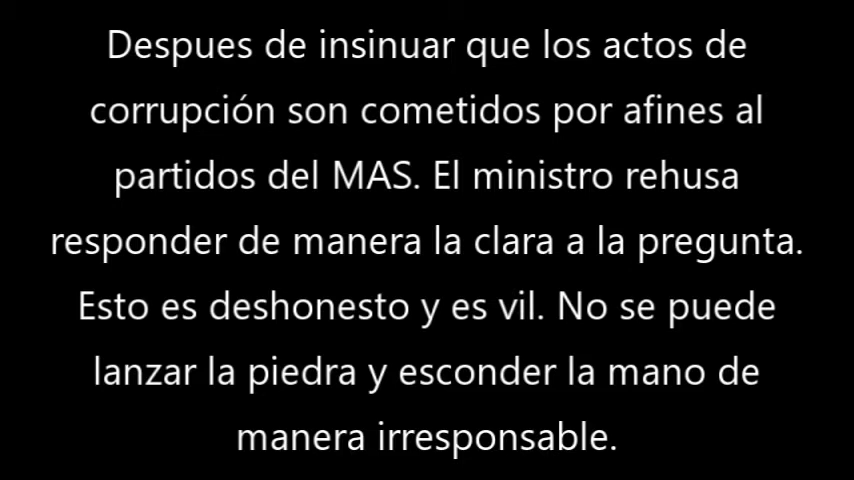 Despues de insinuar que los actos de
corrupción son cometidos por afines al
partidos del MAS. El ministro rehusa
responder de manera la clara a la pregunta.
Esto es deshonesto y es vil. No se puede
lanzar la piedra y esconder la mano de
manera irresponsable.